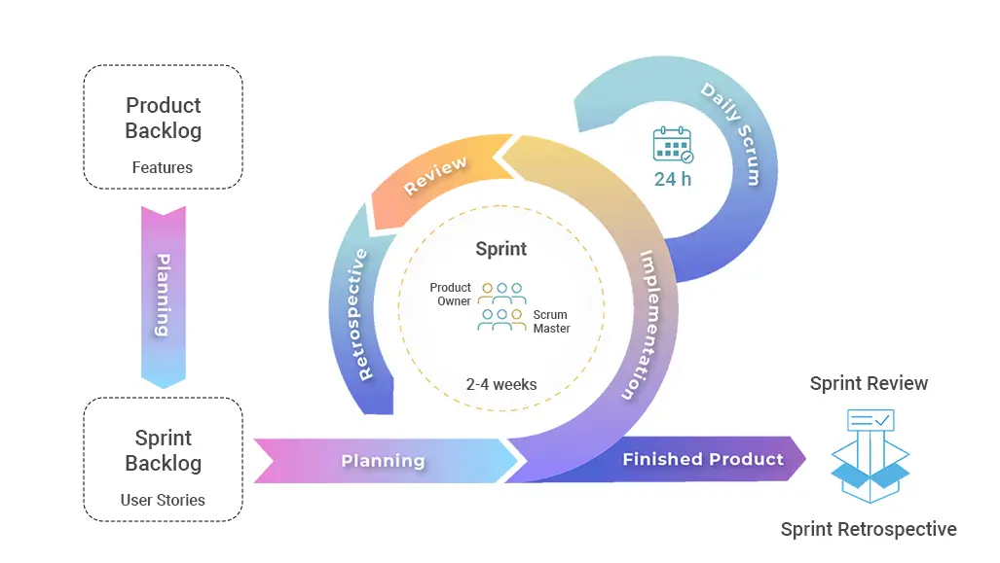 Product
Backlog
Features
Planning
Sprint
Backlog
User Stories
Planning
Retrospective
Review
Implementation
Daily Scrum
24 h
Sprint
Product
Owner
Scrum
Master
2-4 weeks
Finished Product
Sprint Review
Sprint Retrospective